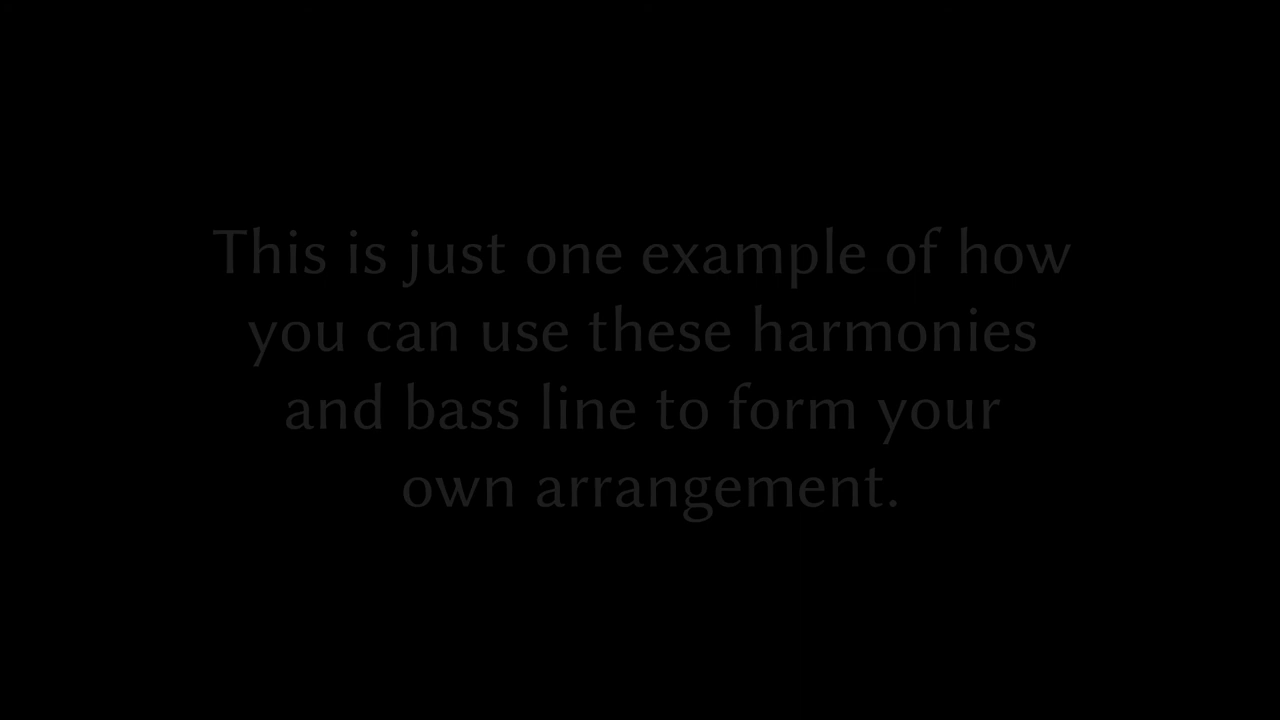 This is just one example of how
you can use these harmonies
and bass line to form your
own arrangement.